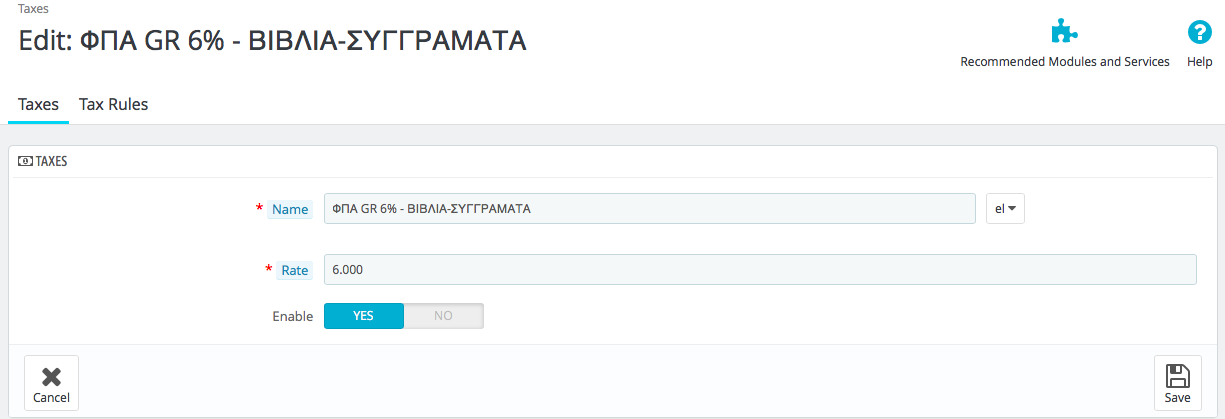 Taxes
Edit: ΦΠΑ GR 6% - ΒΙΒΛΙΑ-ΣΥΓΓΡΑΜΑΤΑ
Recommended Modules and Services
Help
Taxes
Tax Rules
TAXES
* Name
ΦΠΑ GR 6% - ΒΙΒΛΙΑ-ΣΥΓΓΡΑΜΑΤΑ
el
* Rate
6.000
Enable
YES
NO
Cancel
Save